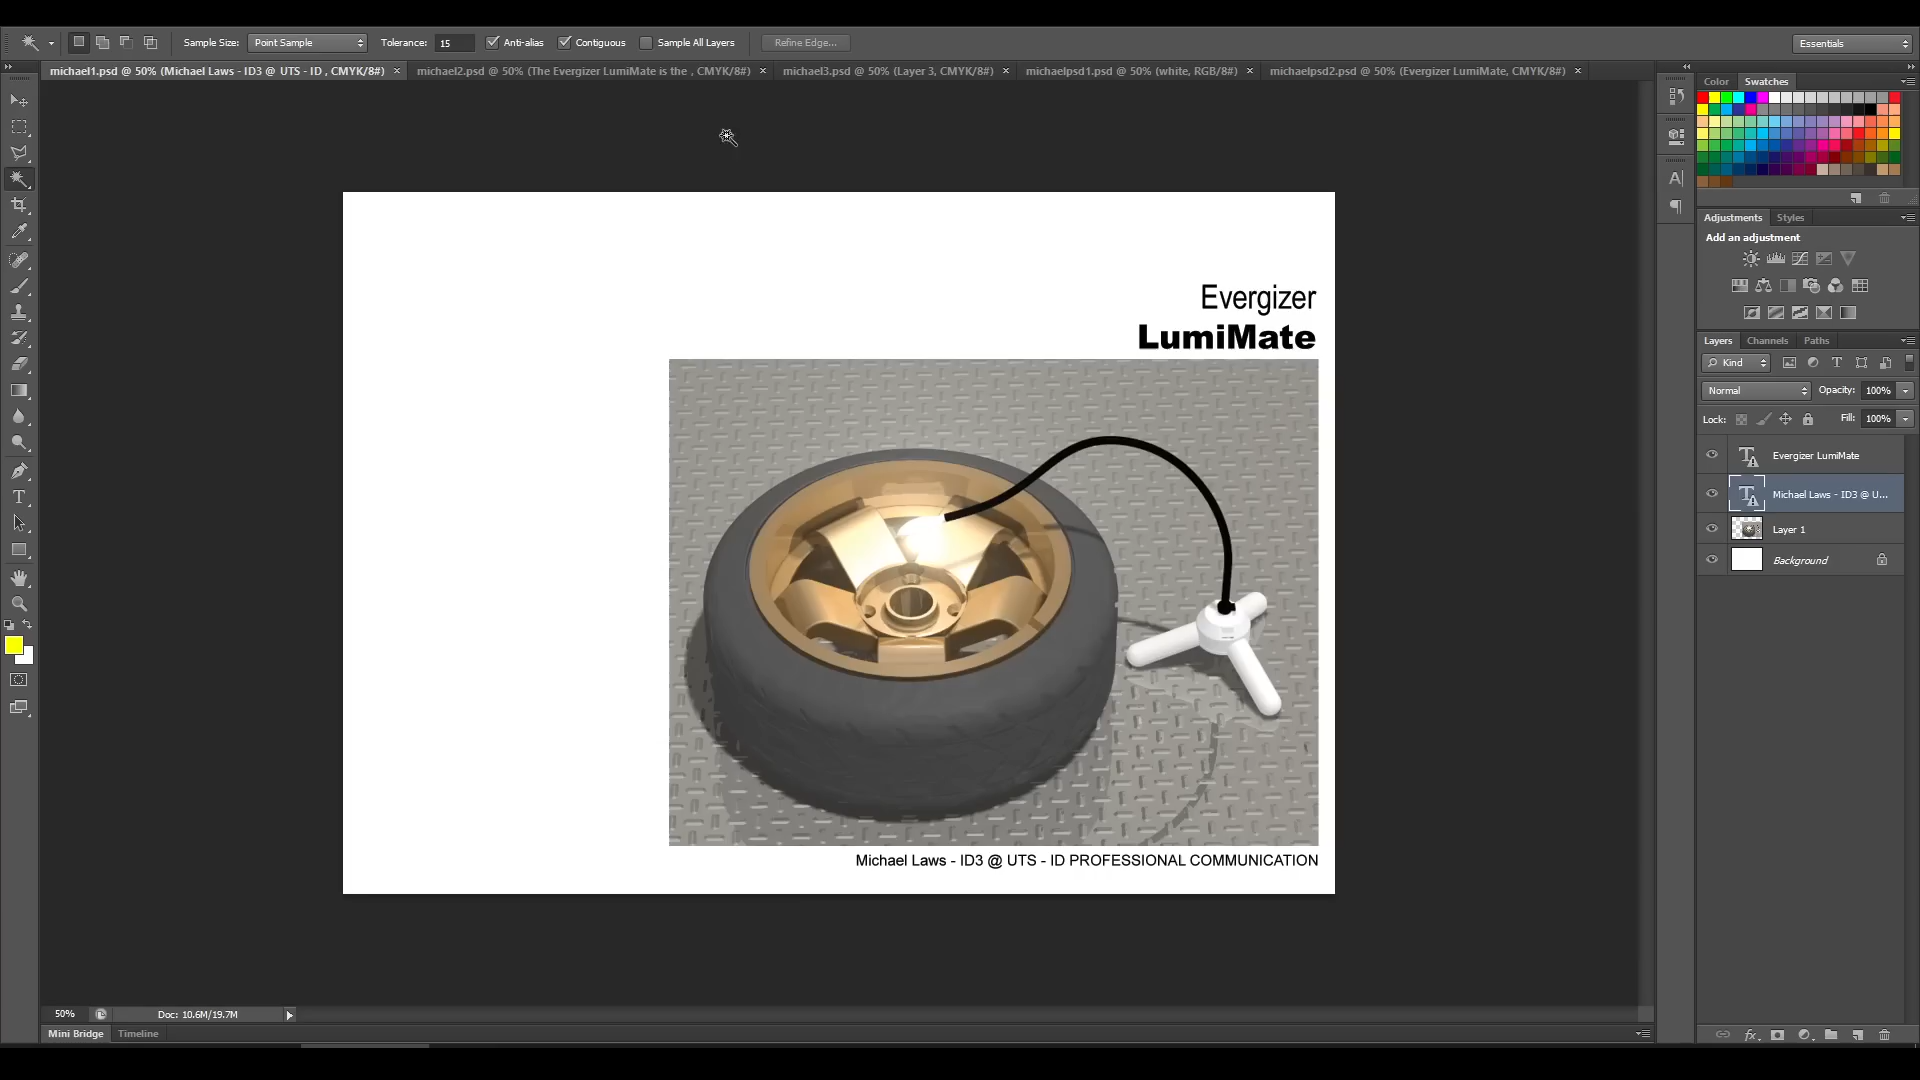 Sample Size: Point Sample Tolerance: 15 Anti-alias Contiguous Sample All Layers Refine Edge... Essentials
michael1.psd @ 50% (Michael Laws - ID3 @ UTS - ID , CMYK/8#) × michael2.psd @ 50% (The Evergizer LumiMate is the , CMYK/8#) × michael3.psd @ 50% (Layer 3, CMYK/8#) × michaelpsd1.psd @ 50% (white, RGB/8#) × michaelpsd2.psd @ 50% (Evergizer LumiMate, CMYK/8#) ×
Color Swatches
Adjustments Styles
Add an adjustment
Evergizer
LumiMate
Layers Channels Paths
Kind
Normal Opacity: 100%
Lock: Fill: 100%
Evergizer LumiMate
Michael Laws - ID3 @ U...
Layer 1
Background
Michael Laws - ID3 @ UTS - ID PROFESSIONAL COMMUNICATION
50% Doc: 10.6M/19.7M
Mini Bridge Timeline